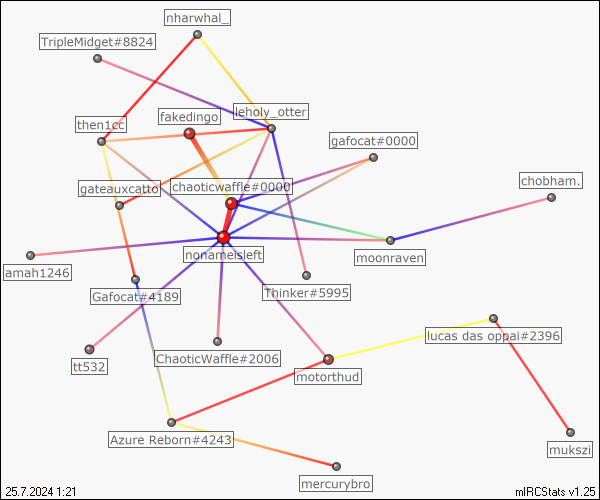 nharwhal_
TripleMidget#8824
leholy_otter
fakedingo
then1cc
gafocat#0000
chobham.
gateauxcatto
chaoticwaffle#0000
nonameisleft
moonraven
amah1246
Gafocat#4189
Thinker#5995
lucas das oppai#2396
ChaoticWaffle#2006
tt532
motorthud
Azure Reborn#4243
mukszi
mercurybro
25.7.2024 1:21
mIRCStats v1.25